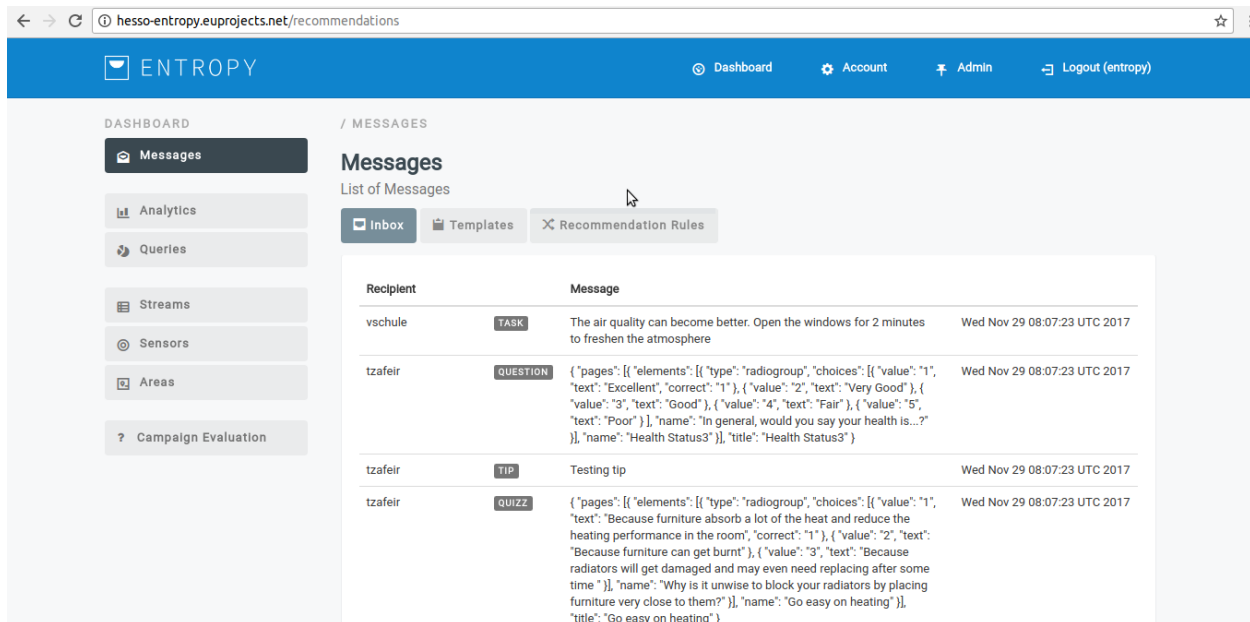 hesso-entropy.euprojects.net/recommendations
ENTROPY
Dashboard
Account
Admin
Logout (entropy)
DASHBOARD
Messages
Analytics
Queries
Streams
Sensors
Areas
? Campaign Evaluation
/ MESSAGES
Messages
List of Messages
Inbox
Templates
Recommendation Rules
Recipient Message
vschule TASK The air quality can become better. Open the windows for 2 minutes Wed Nov 29 08:07:23 UTC 2017
to freshen the atmosphere
tzafeir QUESTION { "pages": [{ "elements": [{ "type": "radiogroup", "choices": [{ "value": "1", Wed Nov 29 08:07:23 UTC 2017
"text": "Excellent", "correct": "1" }, { "value": "2", "text": "Very Good" }, {
"value": "3", "text": "Good" }, { "value": "4", "text": "Fair" }, { "value": "5",
"text": "Poor" } ], "name": "In general, would you say your health is...?"
}], "name": "Health Status3" }], "title": "Health Status3" }
tzafeir TIP Testing tip Wed Nov 29 08:07:23 UTC 2017
tzafeir QUIZZ { "pages": [{ "elements": [{ "type": "radiogroup", "choices": [{ "value": "1", Wed Nov 29 08:07:23 UTC 2017
"text": "Because furniture absorb a lot of the heat and reduce the
heating performance in the room", "correct": "1" }, { "value": "2", "text":
"Because furniture can get burnt" }, { "value": "3", "text": "Because
radiators will get damaged and may even need replacing after some
time " }], "name": "Why is it unwise to block your radiators by placing
furniture very close to them?" }], "name": "Go easy on heating" }],
"title": "Go easy on heating" }